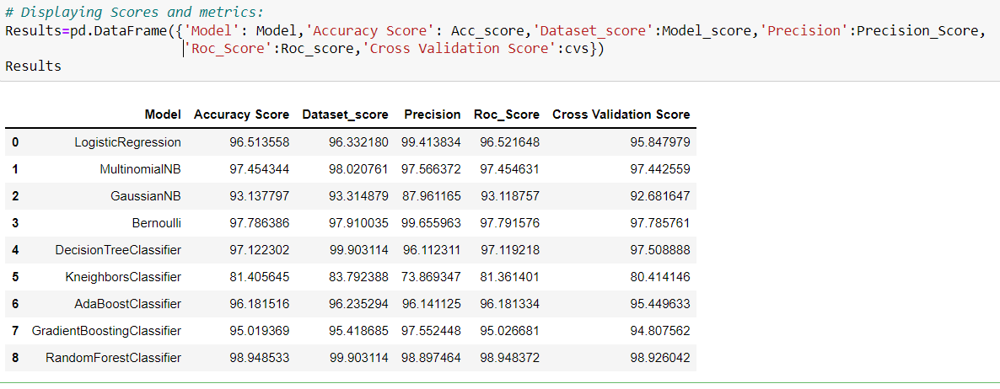 # Displaying Scores and metrics:
Results=pd.DataFrame({'Model': Model,'Accuracy Score': Acc_score,'Dataset_score':Model_score,'Precision':Precision_Score,
'Roc_Score':Roc_score,'Cross Validation Score':cvs})
Results
Model Accuracy Score Dataset_score Precision Roc_Score Cross Validation Score
0 LogisticRegression 96.513558 96.332180 99.413834 96.521648 95.847979
1 MultinomialNB 97.454344 98.020761 97.566372 97.454631 97.442559
2 GaussianNB 93.137797 93.314879 87.961165 93.118757 92.681647
3 Bernoulli 97.786386 97.910035 99.655963 97.791576 97.785761
4 DecisionTreeClassifier 97.122302 99.903114 96.112311 97.119218 97.508888
5 KneighborsClassifier 81.405645 83.792388 73.869347 81.361401 80.414146
6 AdaBoostClassifier 96.181516 96.235294 96.141125 96.181334 95.449633
7 GradientBoostingClassifier 95.019369 95.418685 97.552448 95.026681 94.807562
8 RandomForestClassifier 98.948533 99.903114 98.897464 98.948372 98.926042